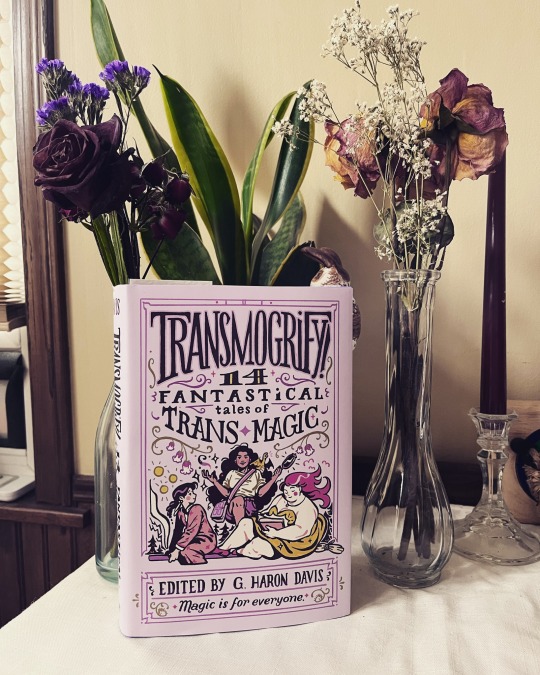 TRANSMOGRIFY!
14
FANTASTICAL
tales of
TRANS MAGIC
EDITED BY G. HARON DAVIS
Magic is for everyone.